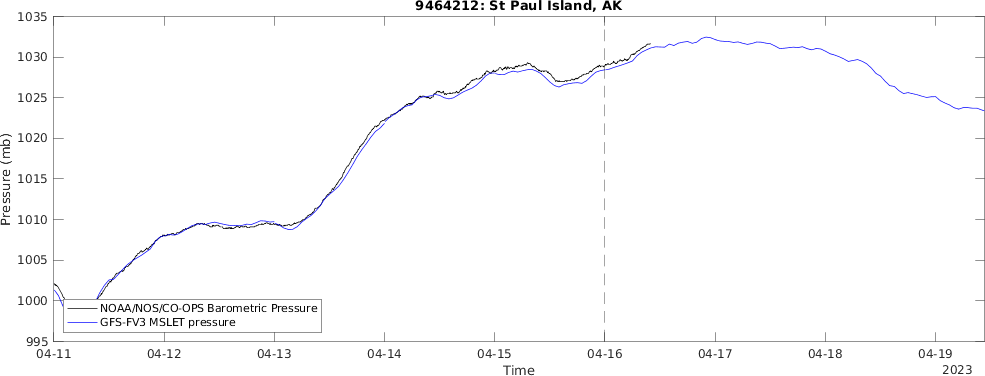 9464212: St Paul Island, AK
1035
1030
1025
1020
1015
1010
1005
1000
995
Pressure (mb)
NOAA/NOS/CO-OPS Barometric Pressure
GFS-FV3 MSLET pressure
04-11 04-12 04-13 04-14 04-15 04-16 04-17 04-18 04-19
Time
2023